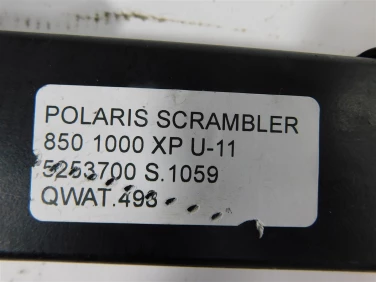 POLARIS SCRAMBLER
850 1000 XP U-11
5253700 S.1059
QWAT.493